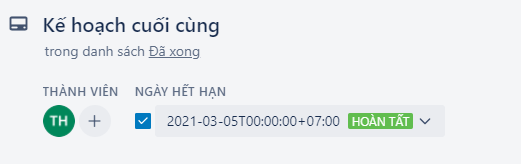 Kế hoạch cuối cùng
trong danh sách Đã xong
THÀNH VIÊN NGÀY HẾT HẠN
TH 2021-03-05T00:00:00+07:00 HOÀN TẤT